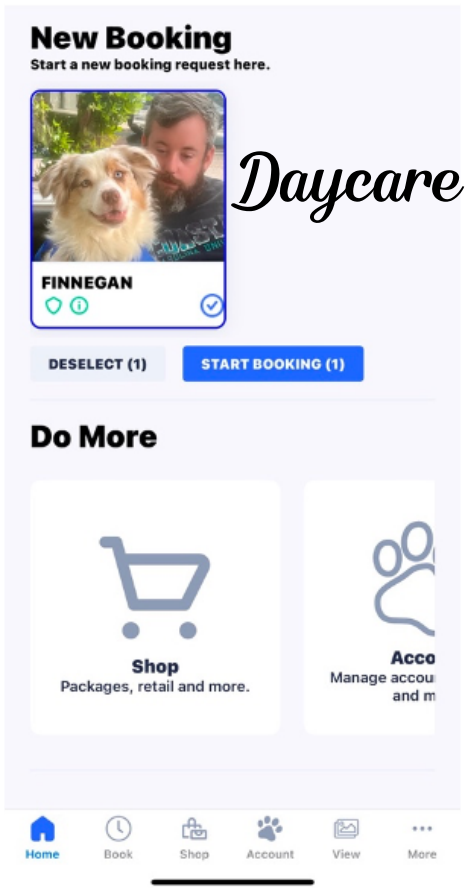 New Booking
Start a new booking request here.
Daycare
FINNEGAN
DESELECT (1)
START BOOKING (1)
Do More
Shop
Packages, retail and more.
Acco
Manage accou
and m
Home
Book
Shop
Account
View
More